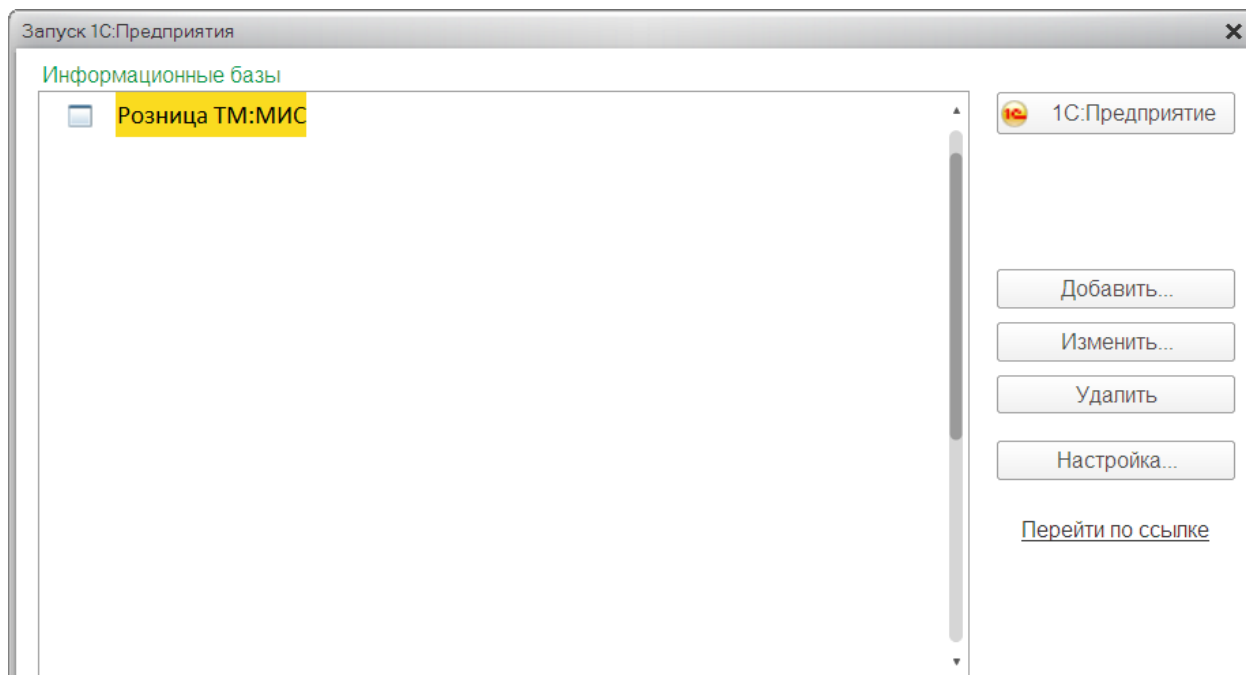 Запуск 1С:Предприятия
Информационные базы
Розница ТМ:МИС
1С:Предприятие
Добавить...
Изменить...
Удалить
Настройка...
Перейти по ссылке